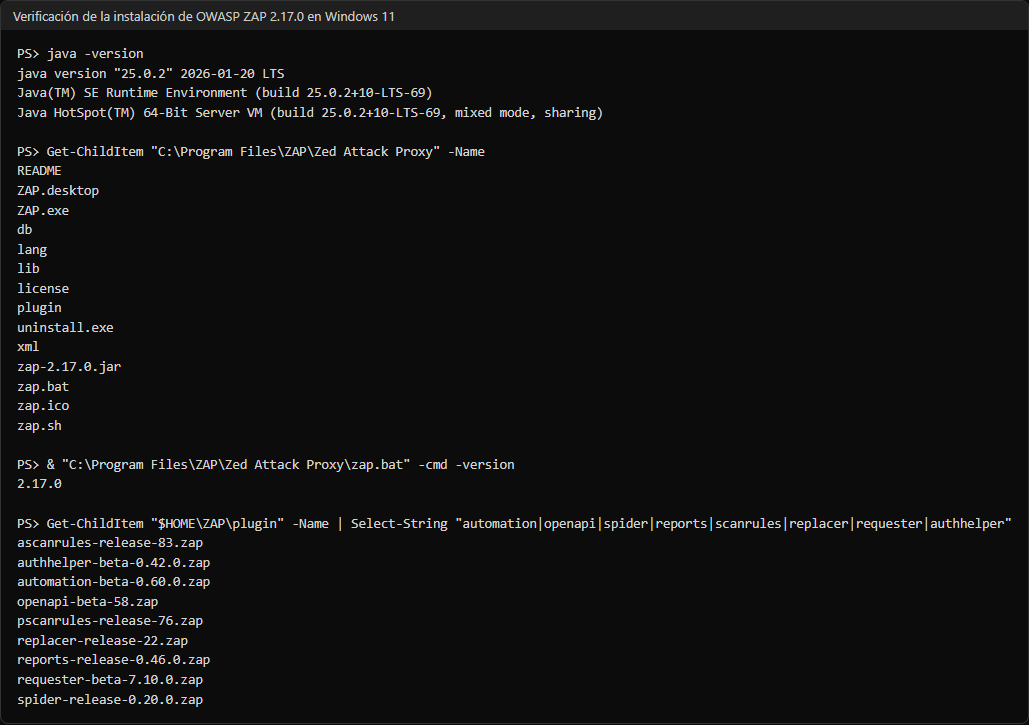 Verificación de la instalación de OWASP ZAP 2.17.0 en Windows 11
PS> java -version
java version "25.0.2" 2026-01-20 LTS
Java(TM) SE Runtime Environment (build 25.0.2+10-LTS-69)
Java HotSpot(TM) 64-Bit Server VM (build 25.0.2+10-LTS-69, mixed mode, sharing)
PS> Get-ChildItem "C:\Program Files\ZAP\Zed Attack Proxy" -Name
README
ZAP.desktop
ZAP.exe
db
lang
lib
license
plugin
uninstall.exe
xml
zap-2.17.0.jar
zap.bat
zap.ico
zap.sh
PS> & "C:\Program Files\ZAP\Zed Attack Proxy\zap.bat" -cmd -version
2.17.0
PS> Get-ChildItem "$HOME\ZAP\plugin" -Name | Select-String "automation|openapi|spider|reports|scanrules|replacer|requester|authhelper"
ascanrules-release-83.zap
authhelper-beta-0.42.0.zap
automation-beta-0.60.0.zap
openapi-beta-58.zap
pscanrules-release-76.zap
replacer-release-22.zap
reports-release-0.46.0.zap
requester-beta-7.10.0.zap
spider-release-0.20.0.zap